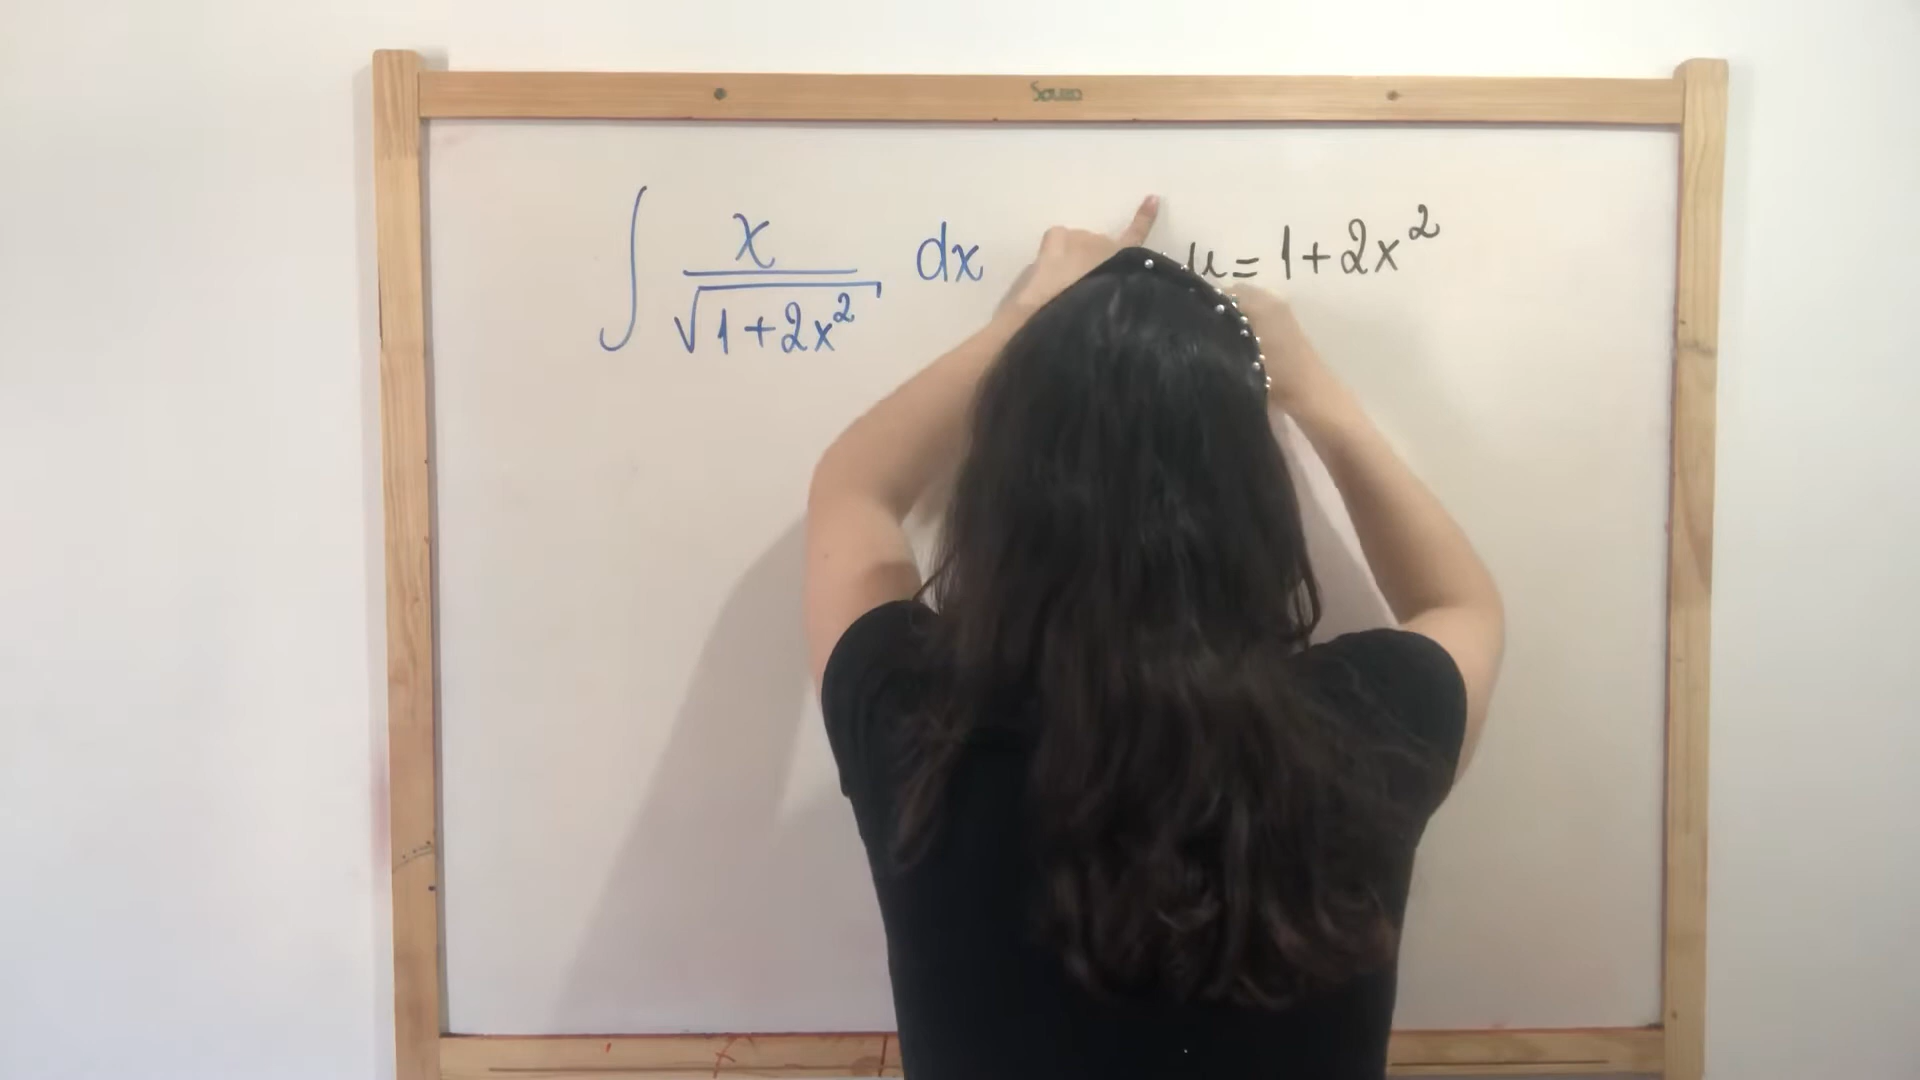 Souza
∫ x/√(1+2x²) dx u = 1+2x²